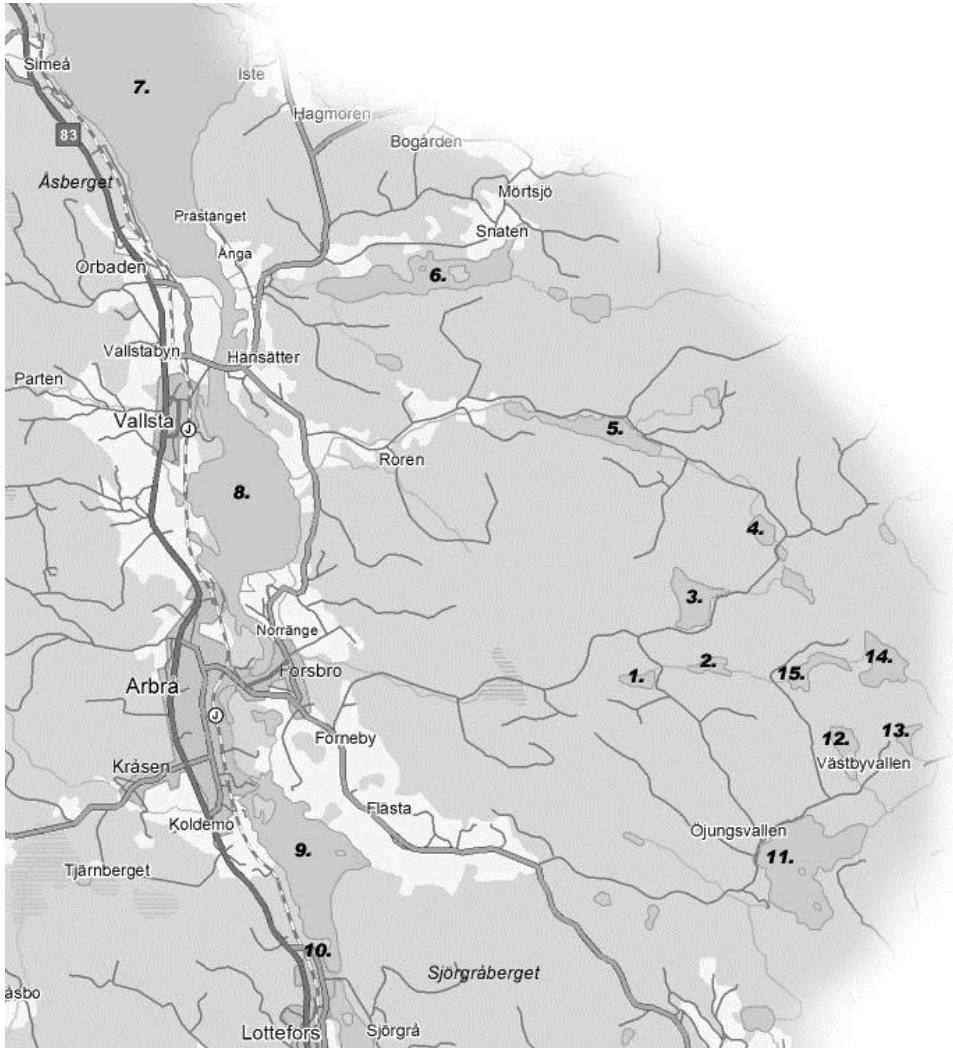 7.
Iste
Simeå
Hagmoren
83
Bogården
Åsberget
Mörtsjö
Prästänget
Snaten
Ånga
Orbaden
6.
Vallstabyn
Hänsätter
Parten
Vallsta
J
5.
Roren
8.
4.
3.
Norränge
Forsbro
1.
2.
15.
14.
Arbrå
J
Forneby
12.
13.
Kråsen
Västbyvallen
Flästa
Koldemo
Öjungsvallen
9.
11.
Tjärnberget
10.
Sjörgråberget
åsbo
Lottefors
Sjörgrå